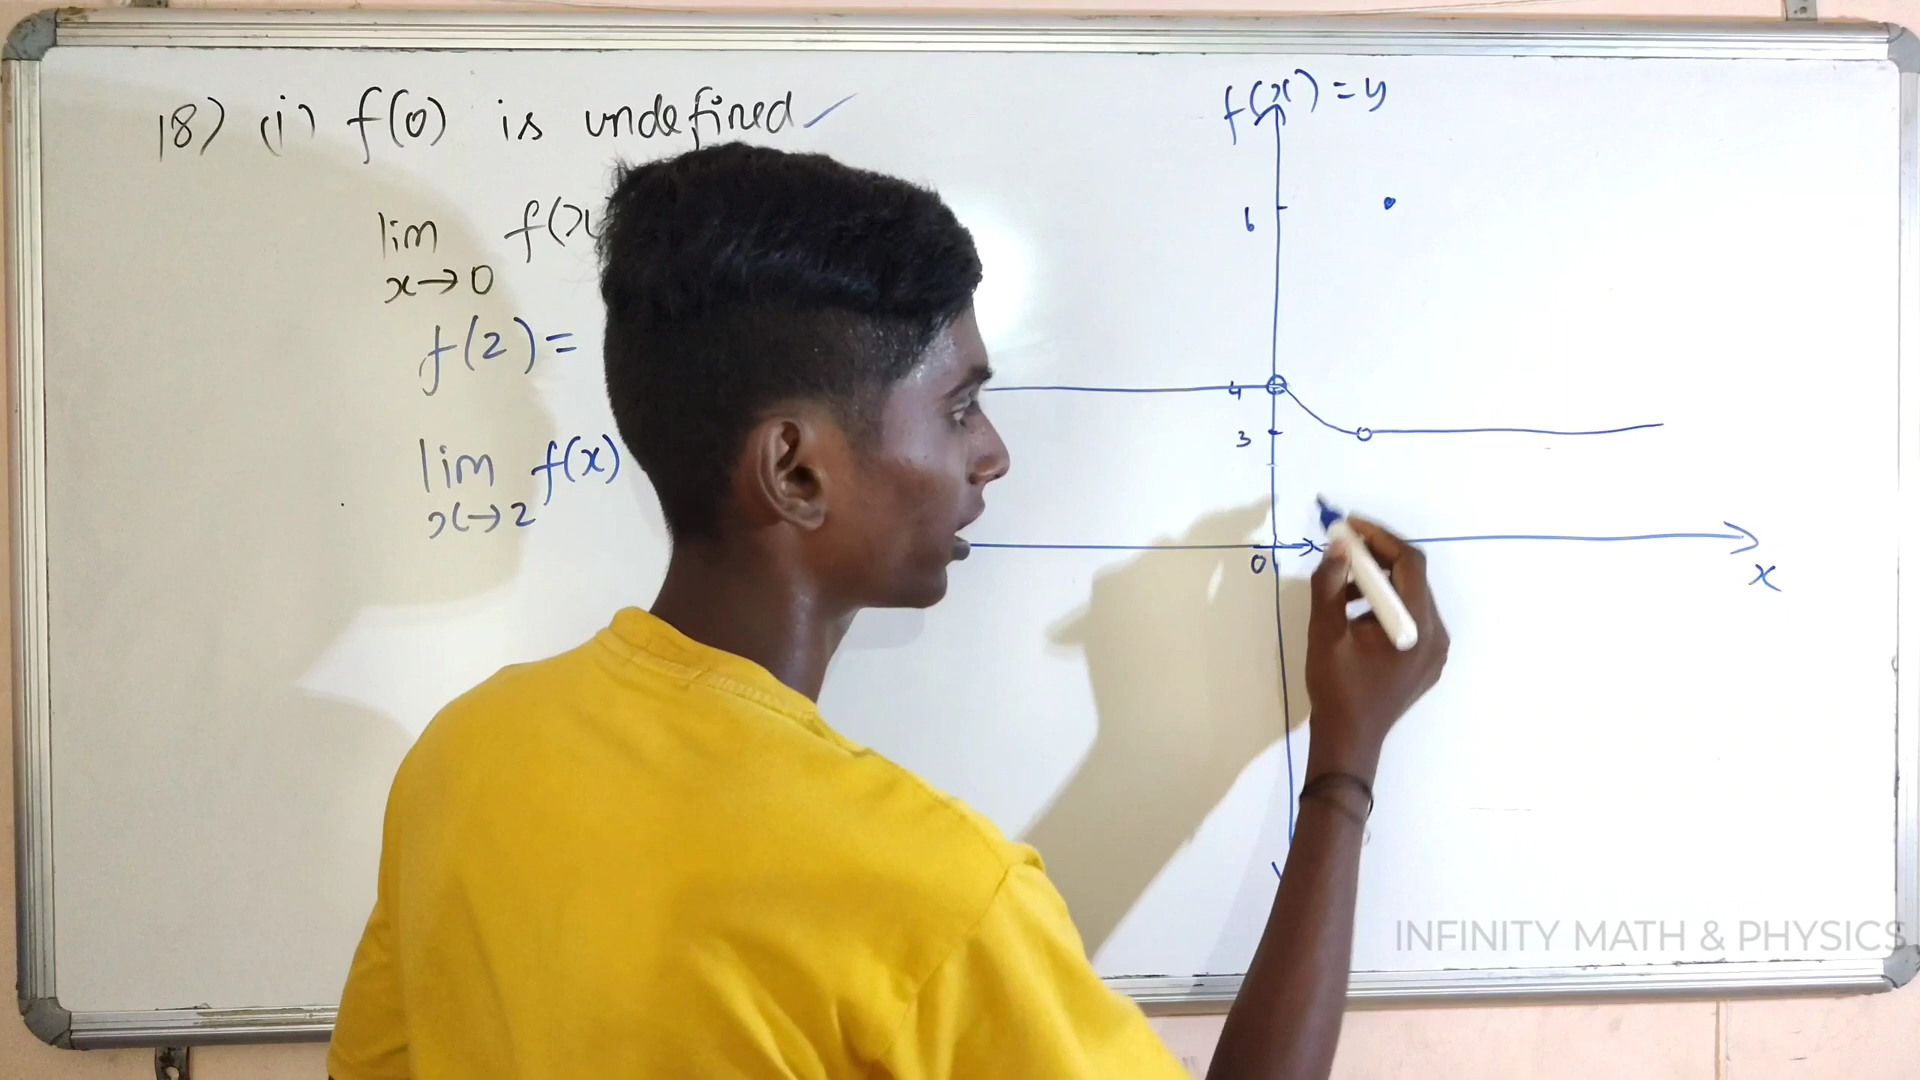 18) (i) f(0) is undefined
lim f(x
x→0
f(2) =
lim f(x)
x→2
f(x) = y
6
4
3
0
x
INFINITY MATH & PHYSICS